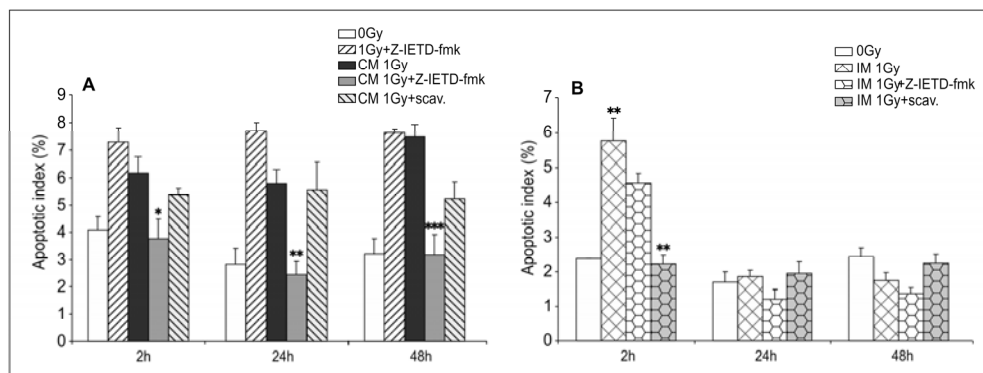 A
0Gy
1Gy+Z-IETD-fmk
CM 1Gy
CM 1Gy+Z-IETD-fmk
CM 1Gy+scav.
Apoptotic index (%)
9
8
7
6
5
4
3
2
1
0
*
**
***
2h 24h 48h
B
0Gy
IM 1Gy
IM 1Gy+Z-IETD-fmk
IM 1Gy+scav.
Apoptotic index (%)
7
6
5
4
3
2
1
0
**
**
2h 24h 48h